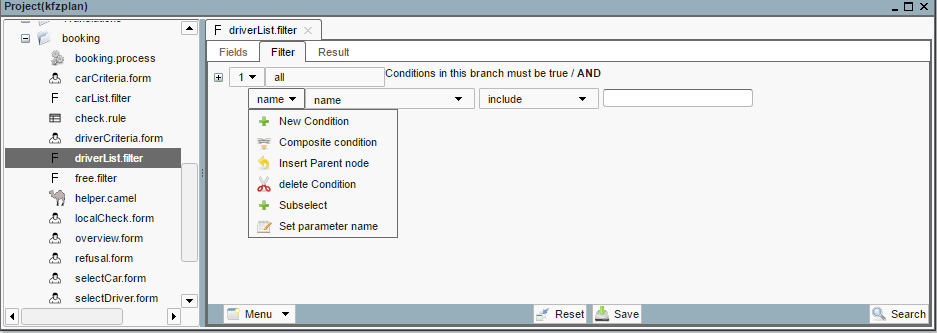 Project(kfzplan)
Translations
booking
booking.process
carCriteria.form
carList.filter
check.rule
driverCriteria.form
driverList.filter
free.filter
helper.camel
localCheck.form
overview.form
refusal.form
selectCar.form
selectDriver.form
driverList.filter
Fields Filter Result
1 all Conditions in this branch must be true / AND
name name include
New Condition
Composite condition
Insert Parent node
delete Condition
Subselect
Set parameter name
Menu Reset Save Search